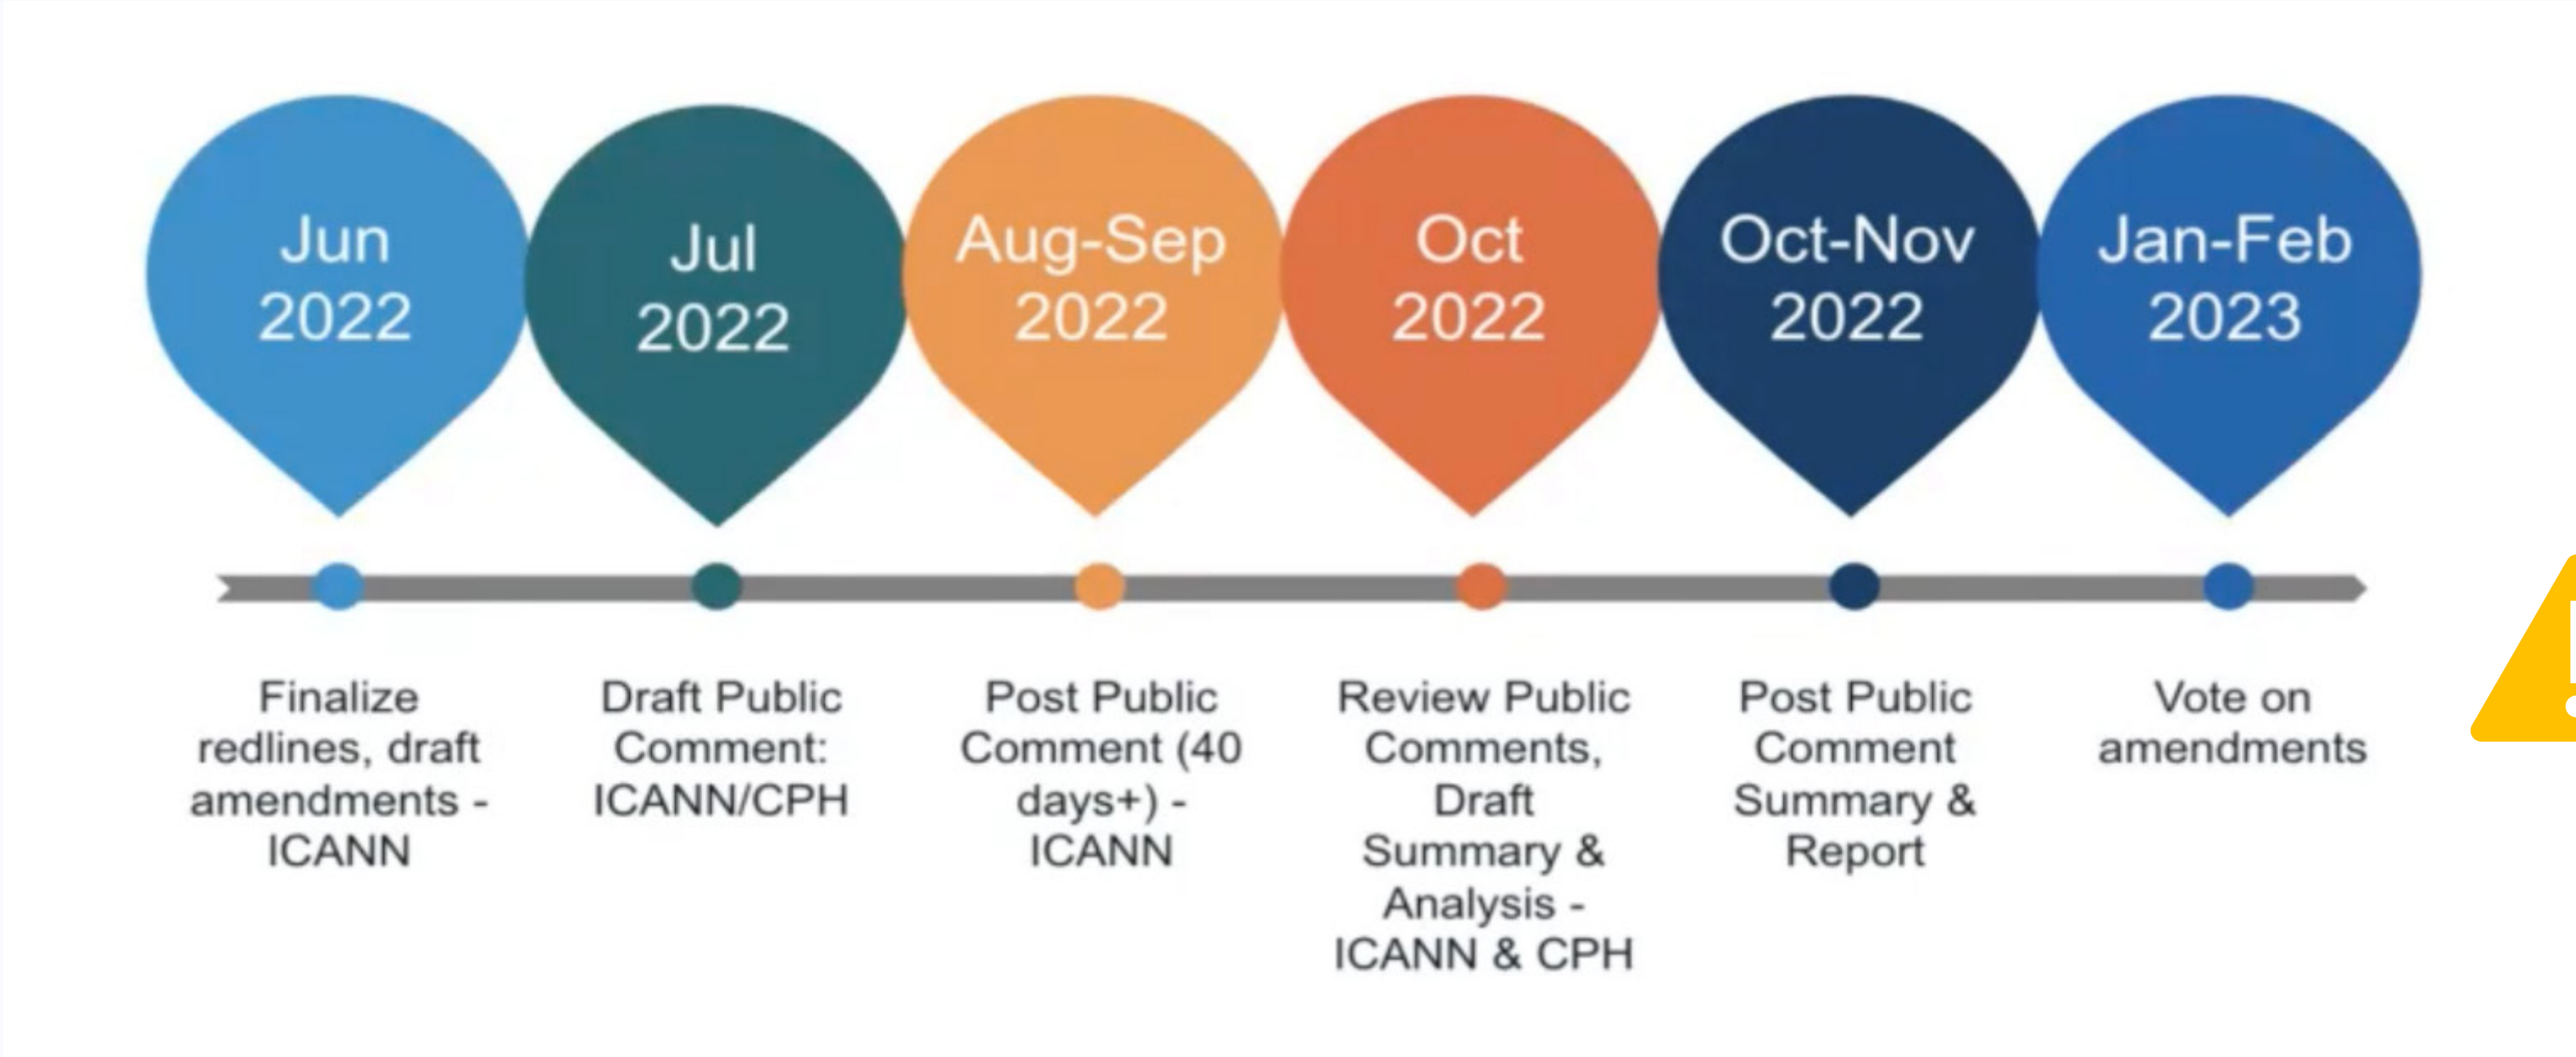 Jun
2022
Jul
2022
Aug-Sep
2022
Oct
2022
Oct-Nov
2022
Jan-Feb
2023
Finalize
redlines, draft
amendments -
ICANN
Draft Public
Comment:
ICANN/CPH
Post Public
Comment (40
days+) -
ICANN
Review Public
Comments,
Draft
Summary &
Analysis -
ICANN & CPH
Post Public
Comment
Summary &
Report
Vote on
amendments